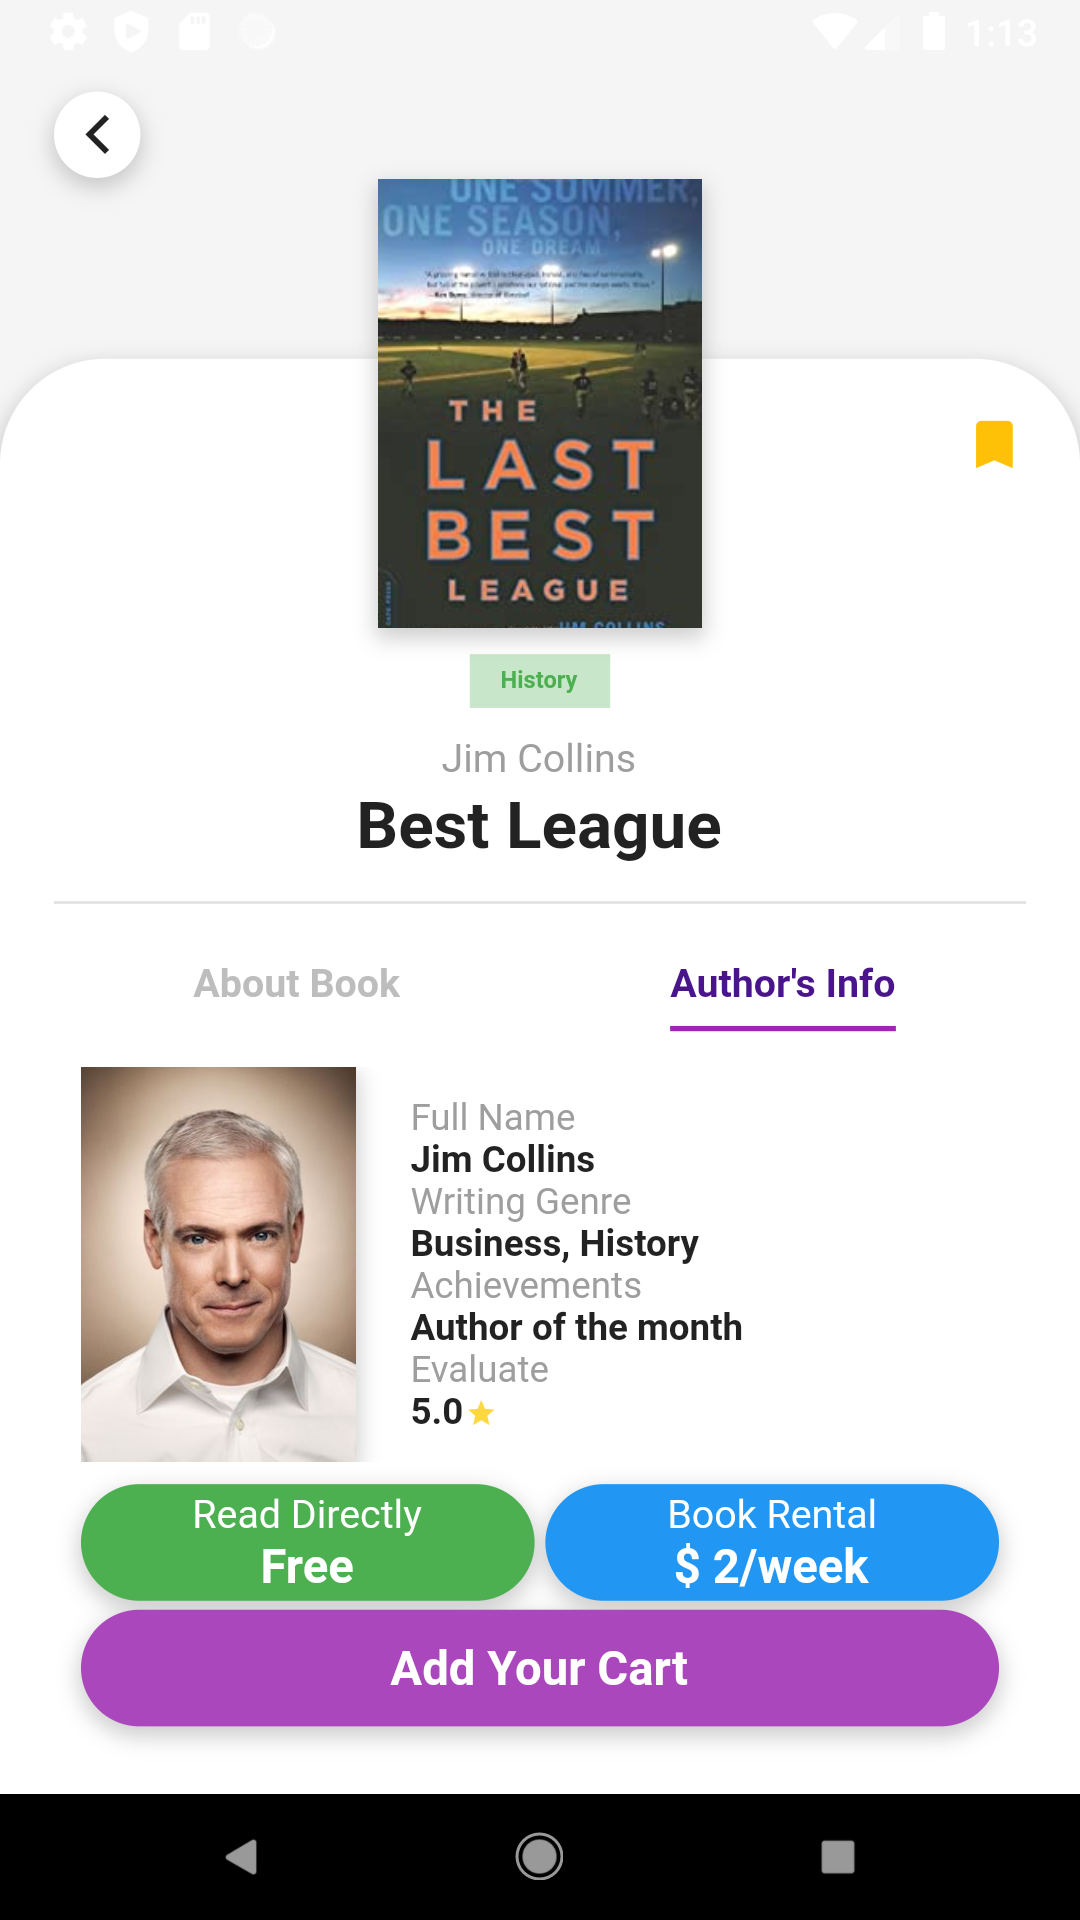 1:13
ONE SUMMER,
ONE SEASON,
ONE DREAM
THE
LAST
BEST
LEAGUE
JIM COLLINS
History
Jim Collins
Best League
About Book
Author's Info
Full Name
Jim Collins
Writing Genre
Business, History
Achievements
Author of the month
Evaluate
5.0
Read Directly
Free
Book Rental
$ 2/week
Add Your Cart